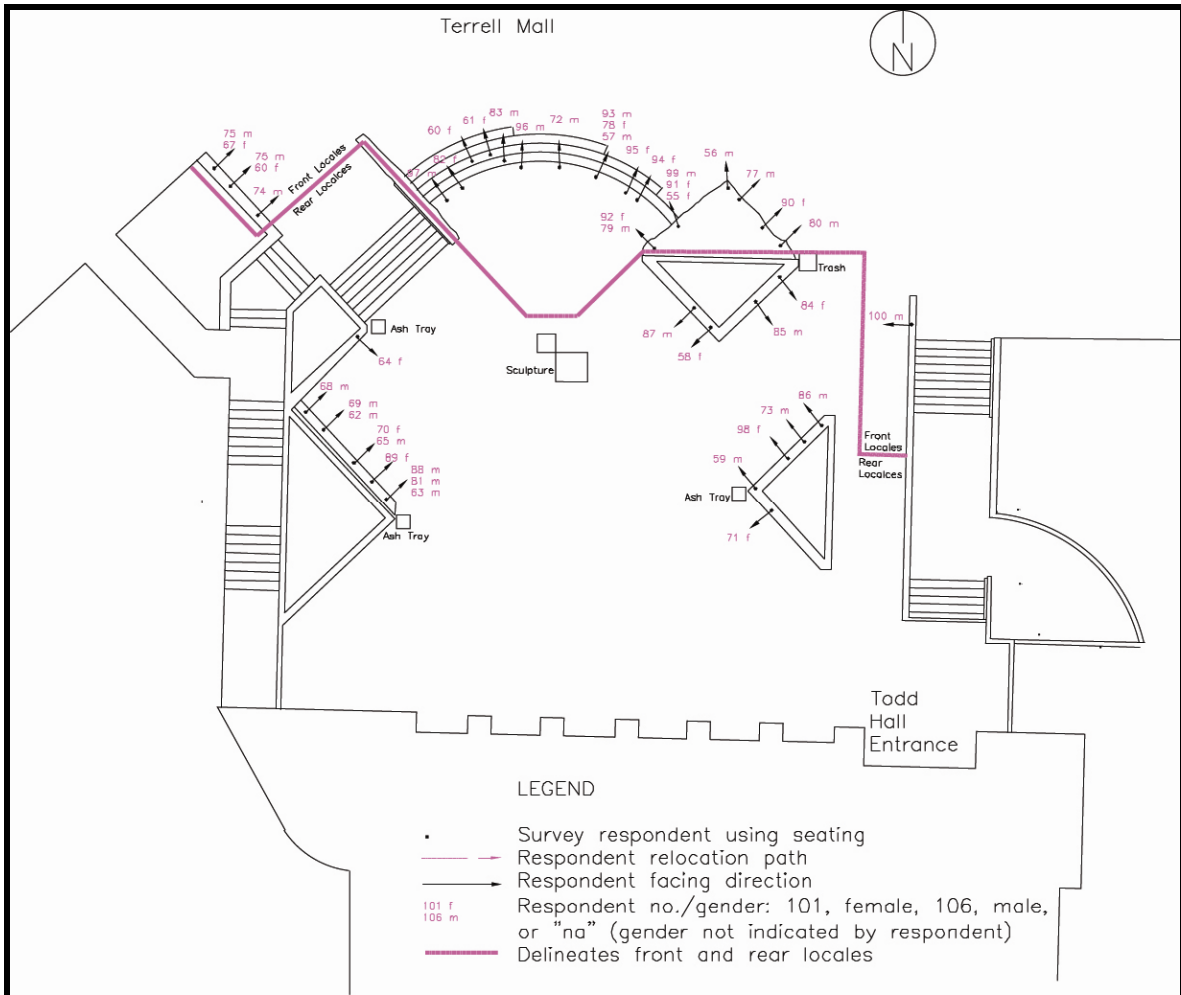 Terrell Mall
N
75 m
67 f
76 m
60 f
74 m
Front Locales
Rear Localces
60 f
61 f
83 m
96 m
72 m
93 m
78 f
57 m
95 f
94 f
99 m
91 f
55 f
82 f
97 m
92 f
79 m
56 m
77 m
90 f
80 m
Trash
84 f
85 m
87 m
58 f
100 m
Ash Tray
64 f
Sculpture
68 m
69 m
62 m
70 f
65 m
89 f
88 m
81 m
63 m
Ash Tray
86 m
73 m
98 f
59 m
Ash Tray
71 f
Front
Locales
Rear
Localces
Todd
Hall
Entrance
LEGEND
Survey respondent using seating
Respondent relocation path
Respondent facing direction
101 f
106 m
Respondent no./gender: 101, female, 106, male,
or "na" (gender not indicated by respondent)
Delineates front and rear locales